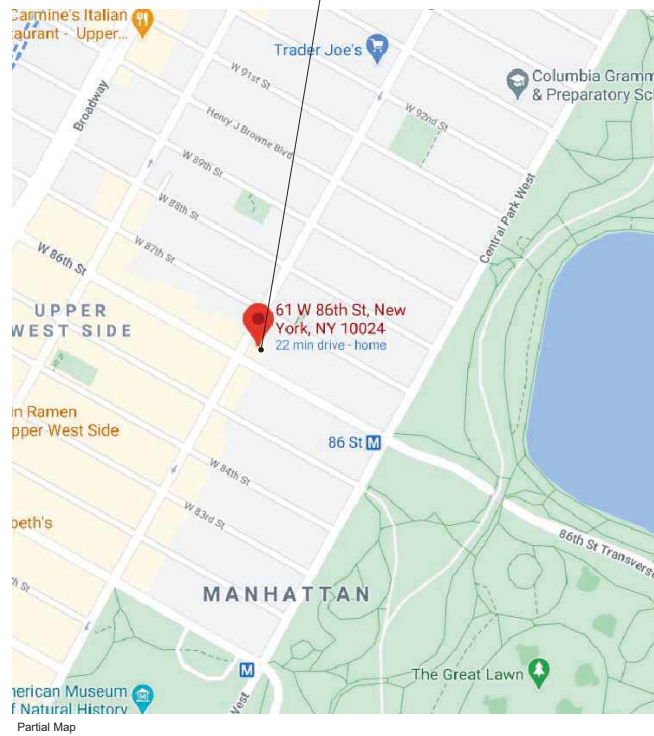 Carmine's Italian
aurant - Upper...
Trader Joe's
Columbia Gramm
& Preparatory Sc
W 91st St
W 92nd St
Broadway
Henry J Browne Blvd
W 89th St
W 88th St
Central Park West
W 87th St
W 86th St
UPPER
WEST SIDE
61 W 86th St, New
York, NY 10024
22 min drive - home
in Ramen
pper West Side
86 St M
W 84th St
W 83rd St
beth's
86th St Transverse
h St
MANHATTAN
M
The Great Lawn
merican Museum
f Natural History
West
Partial Map